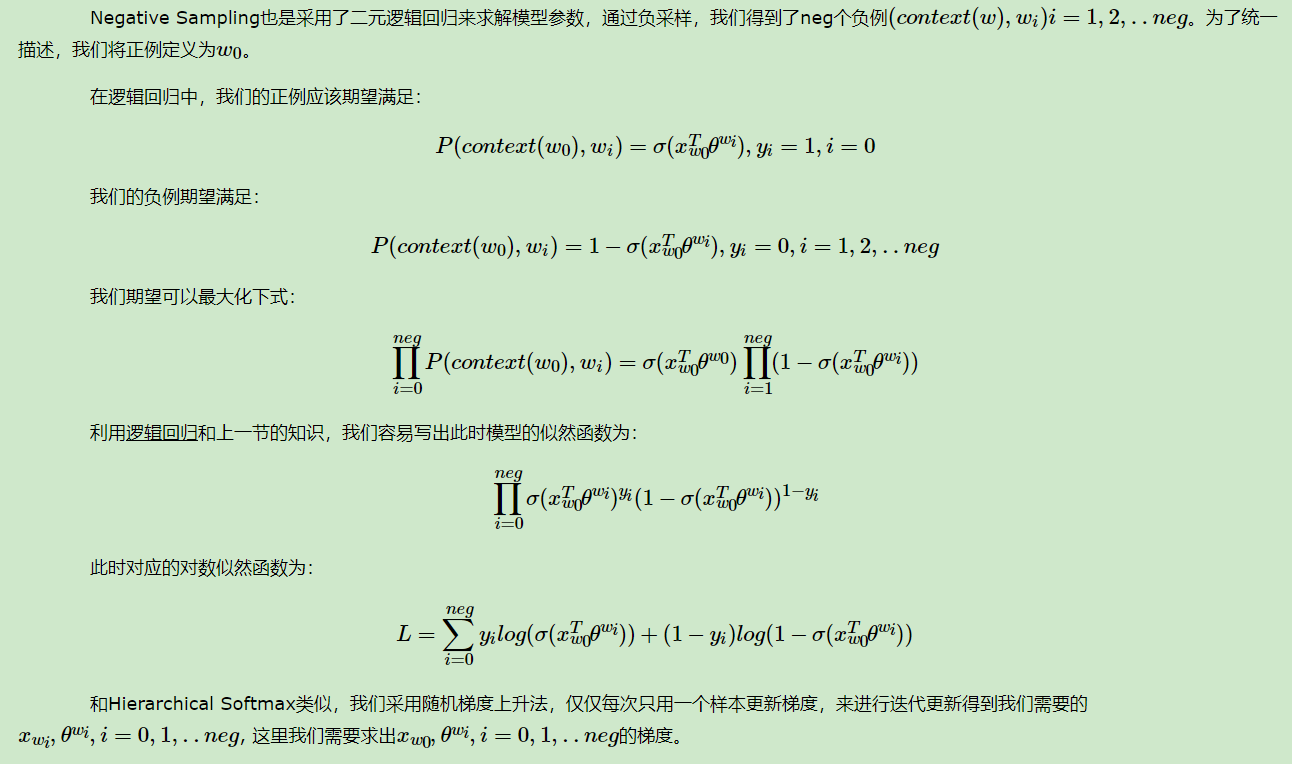 Negative Sampling也是采用了二元逻辑回归来求解模型参数，通过负采样，我们得到了neg个负例$(context(w), w_i) i = 1, 2, ..neg$。为了统一
描述，我们将正例定义为$w_0$。
在逻辑回归中，我们的正例应该期望满足：
$P(context(w_0), w_i) = \sigma(x_{w_0}^T \theta^{w_i}), y_i = 1, i = 0$
我们的负例期望满足：
$P(context(w_0), w_i) = 1 - \sigma(x_{w_0}^T \theta^{w_i}), y_i = 0, i = 1, 2, ..neg$
我们期望可以最大化下式：
$\prod_{i=0}^{neg} P(context(w_0), w_i) = \sigma(x_{w_0}^T \theta^{w_0}) \prod_{i=1}^{neg} (1 - \sigma(x_{w_0}^T \theta^{w_i}))$
利用逻辑回归和上一节的知识，我们容易写出此时模型的似然函数为：
$\prod_{i=0}^{neg} \sigma(x_{w_0}^T \theta^{w_i})^{y_i} (1 - \sigma(x_{w_0}^T \theta^{w_i}))^{1-y_i}$
此时对应的对数似然函数为：
$L = \sum_{i=0}^{neg} y_i log(\sigma(x_{w_0}^T \theta^{w_i})) + (1 - y_i) log(1 - \sigma(x_{w_0}^T \theta^{w_i}))$
和Hierarchical Softmax类似，我们采用随机梯度上升法，仅仅每次只用一个样本更新梯度，来进行迭代更新得到我们需要的
$x_{w_i}, \theta^{w_i}, i = 0, 1, ..neg$, 这里我们需要求出$x_{w_0}, \theta^{w_i}, i = 0, 1, ..neg$的梯度。